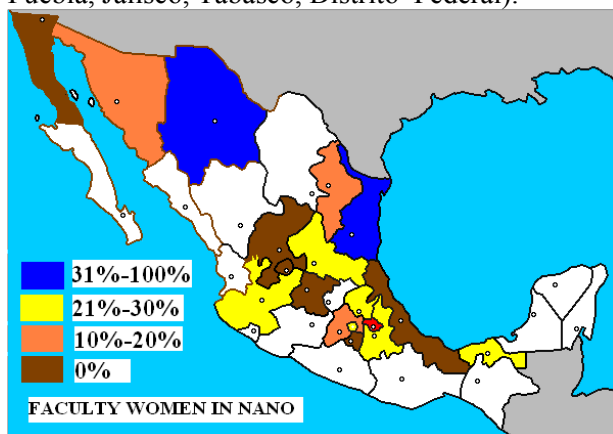 Puebla, Jalisco, Tabasco, Distrito Federal).
31%-100%
21%-30%
10%-20%
0%
FACULTY WOMEN IN NANO